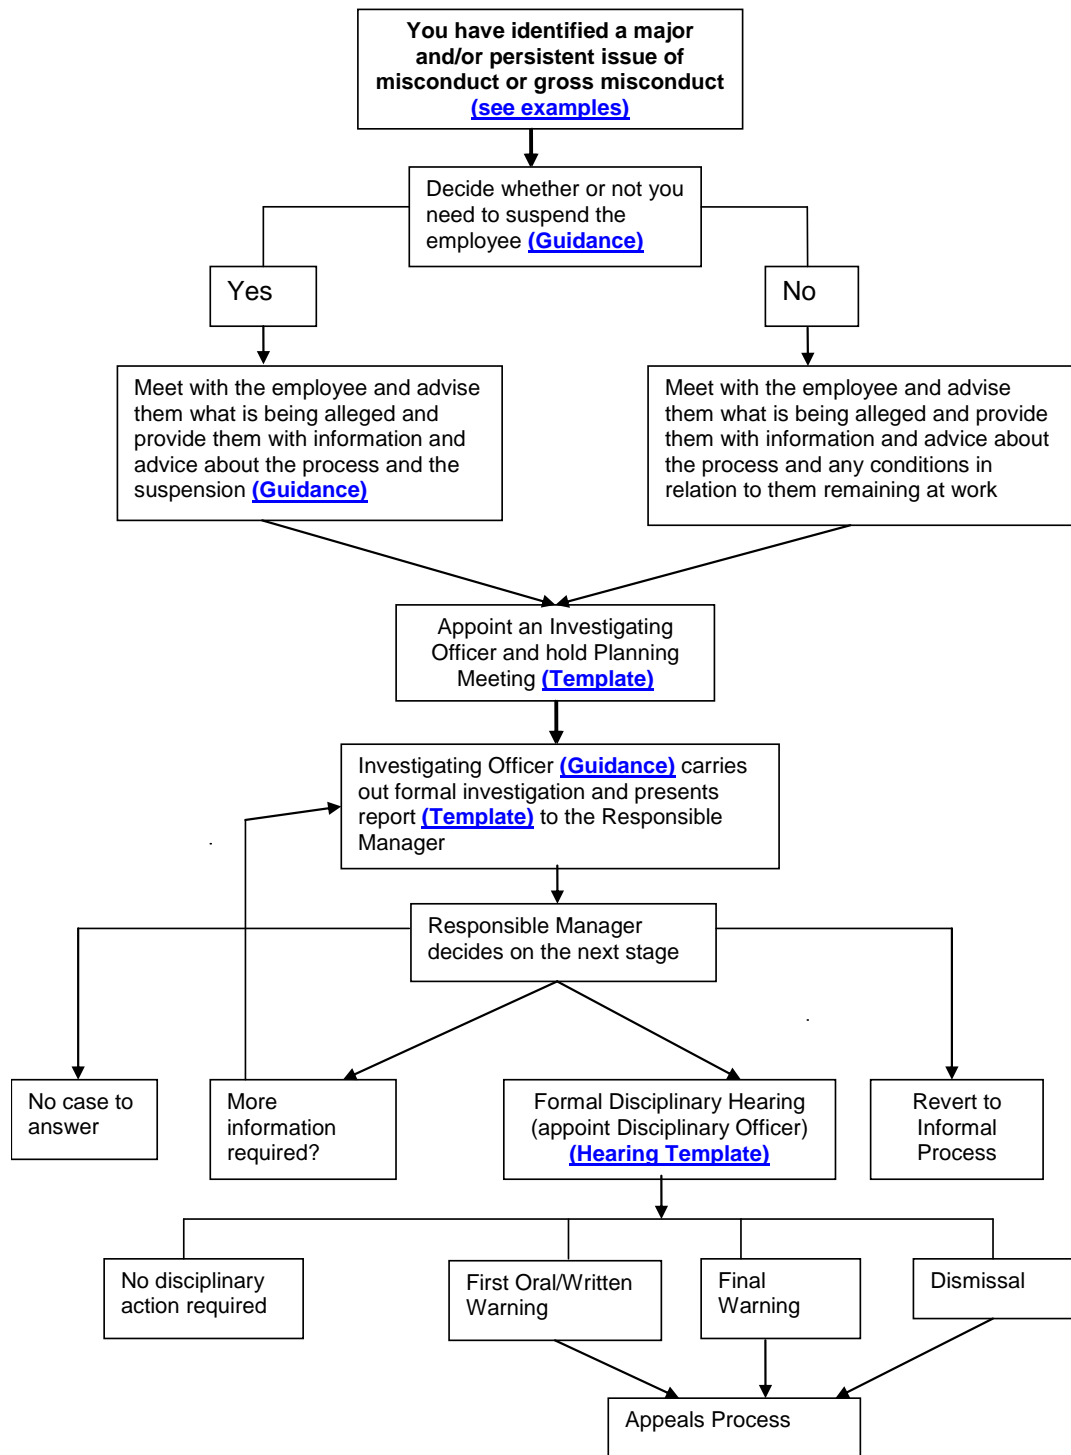 You have identified a major
and/or persistent issue of
misconduct or gross misconduct
(see examples)
Decide whether or not you
need to suspend the
employee (Guidance)
Yes
No
Meet with the employee and advise
them what is being alleged and
provide them with information and
advice about the process and the
suspension (Guidance)
Meet with the employee and advise
them what is being alleged and provide
them with information and advice about
the process and any conditions in
relation to them remaining at work
Appoint an Investigating
Officer and hold Planning
Meeting (Template)
Investigating Officer (Guidance) carries
out formal investigation and presents
report (Template) to the Responsible
Manager
Responsible Manager
decides on the next stage
No case to
answer
More
information
required?
Formal Disciplinary Hearing
(appoint Disciplinary Officer)
(Hearing Template)
Revert to
Informal
Process
No disciplinary
action required
First Oral/Written
Warning
Final
Warning
Dismissal
Appeals Process